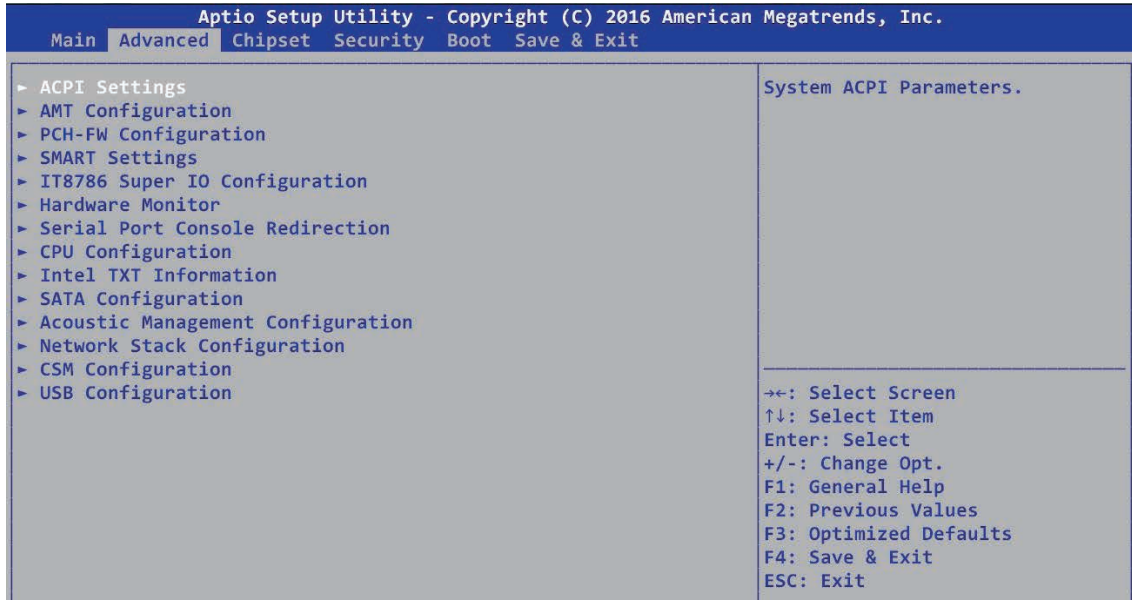 Aptio Setup Utility - Copyright (C) 2016 American Megatrends, Inc.
Main Advanced Chipset Security Boot Save & Exit
► ACPI Settings
► AMT Configuration
► PCH-FW Configuration
► SMART Settings
► IT8786 Super IO Configuration
► Hardware Monitor
► Serial Port Console Redirection
► CPU Configuration
► Intel TXT Information
► SATA Configuration
► Acoustic Management Configuration
► Network Stack Configuration
► CSM Configuration
► USB Configuration
System ACPI Parameters.
→←: Select Screen
↑↓: Select Item
Enter: Select
+/-: Change Opt.
F1: General Help
F2: Previous Values
F3: Optimized Defaults
F4: Save & Exit
ESC: Exit